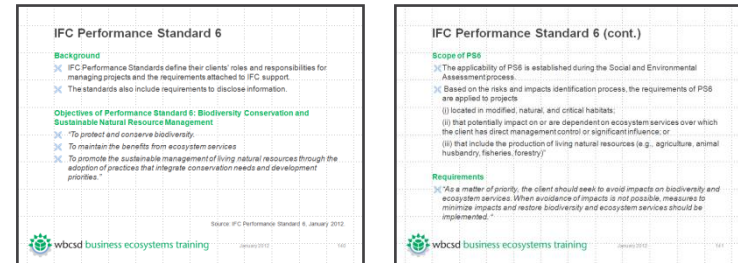 IFC Performance Standard 6
Background
IFC Performance Standards define their clients' roles and responsibilities for
managing projects and the requirements attached to IFC support.
The standards also include requirements to disclose information.
Objectives of Performance Standard 6: Biodiversity Conservation and
Sustainable Natural Resource Management
"To protect and conserve biodiversity.
To maintain the benefits from ecosystem services
To promote the sustainable management of living natural resources through the
adoption of practices that integrate conservation needs and development
priorities."
Source: IFC Performance Standard 6, January 2012.
wbcsd business ecosystems training
January 2012
140
IFC Performance Standard 6 (cont.)
Scope of PS6
The applicability of PS6 is established during the Social and Environmental
Assessment process.
Based on the risks and impacts identification process, the requirements of PS6
are applied to projects
(i) located in modified, natural, and critical habitats;
(ii) that potentially impact on or are dependent on ecosystem services over which
the client has direct management control or significant influence; or
(iii) that include the production of living natural resources (e.g., agriculture, animal
husbandry, fisheries, forestry)"
Requirements
"As a matter of priority, the client should seek to avoid impacts on biodiversity and
ecosystem services. When avoidance of impacts is not possible, measures to
minimize impacts and restore biodiversity and ecosystem services should be
implemented. "
wbcsd business ecosystems training
January 2012
141